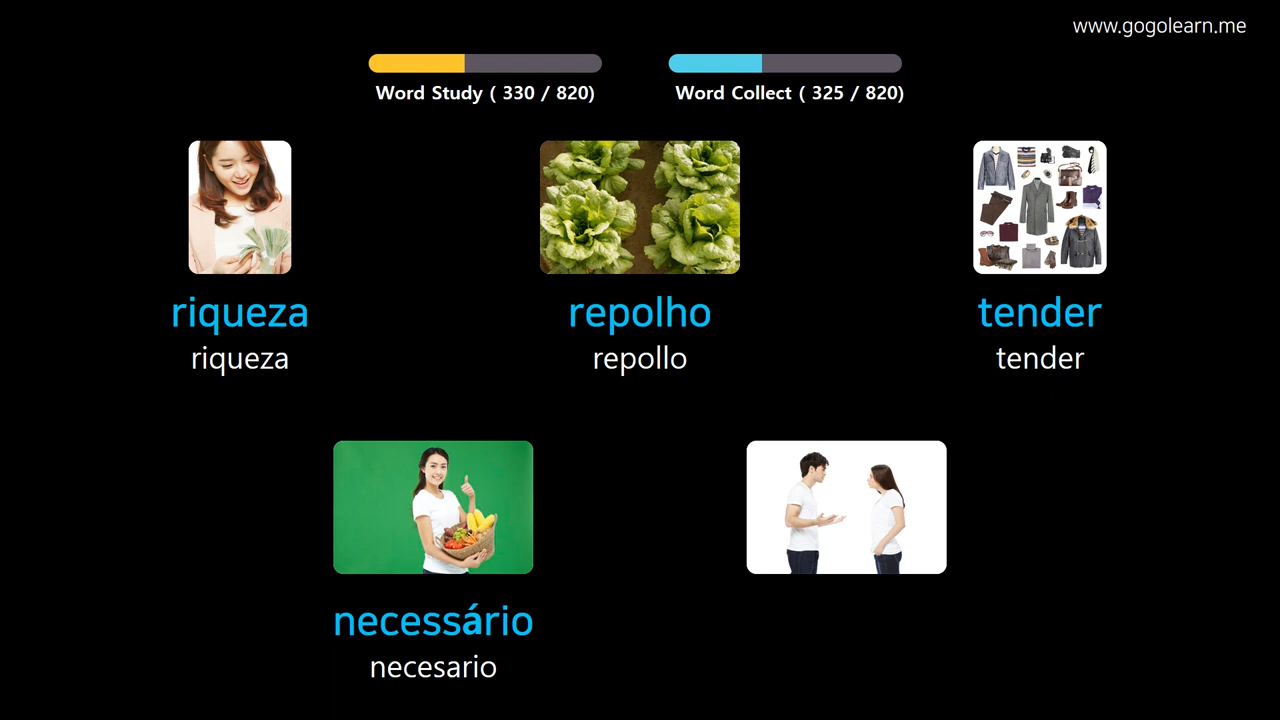 www.gogolearn.me
Word Study ( 330 / 820)
Word Collect ( 325 / 820)
riqueza
riqueza
repolho
repollo
tender
tender
necessário
necesario